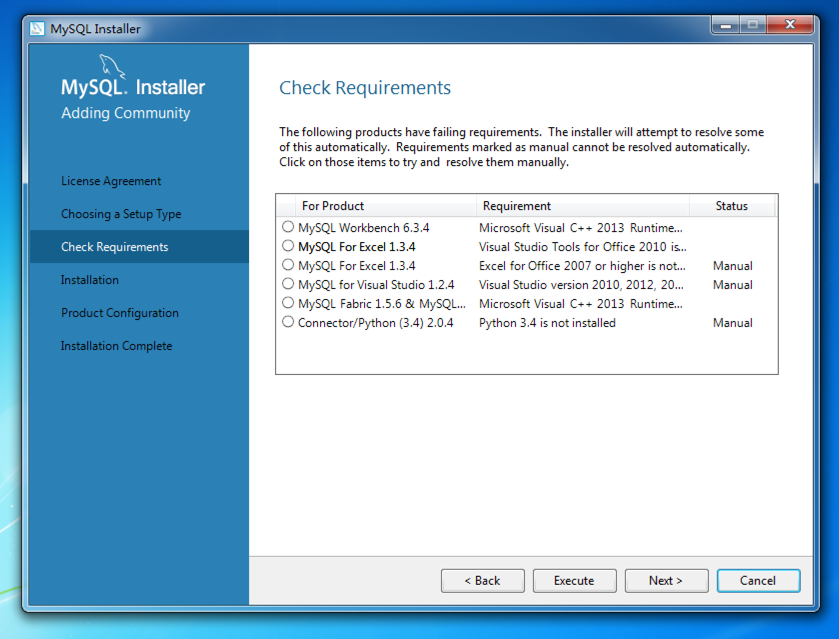 MySQL Installer
MySQL. Installer
Adding Community
License Agreement
Choosing a Setup Type
Check Requirements
Installation
Product Configuration
Installation Complete
Check Requirements
The following products have failing requirements. The installer will attempt to resolve some
of this automatically. Requirements marked as manual cannot be resolved automatically.
Click on those items to try and resolve them manually.
For Product Requirement Status
MySQL Workbench 6.3.4 Microsoft Visual C++ 2013 Runtime...
MySQL For Excel 1.3.4 Visual Studio Tools for Office 2010 is...
MySQL For Excel 1.3.4 Excel for Office 2007 or higher is not... Manual
MySQL for Visual Studio 1.2.4 Visual Studio version 2010, 2012, 20... Manual
MySQL Fabric 1.5.6 & MySQL... Microsoft Visual C++ 2013 Runtime...
Connector/Python (3.4) 2.0.4 Python 3.4 is not installed Manual
< Back Execute Next > Cancel